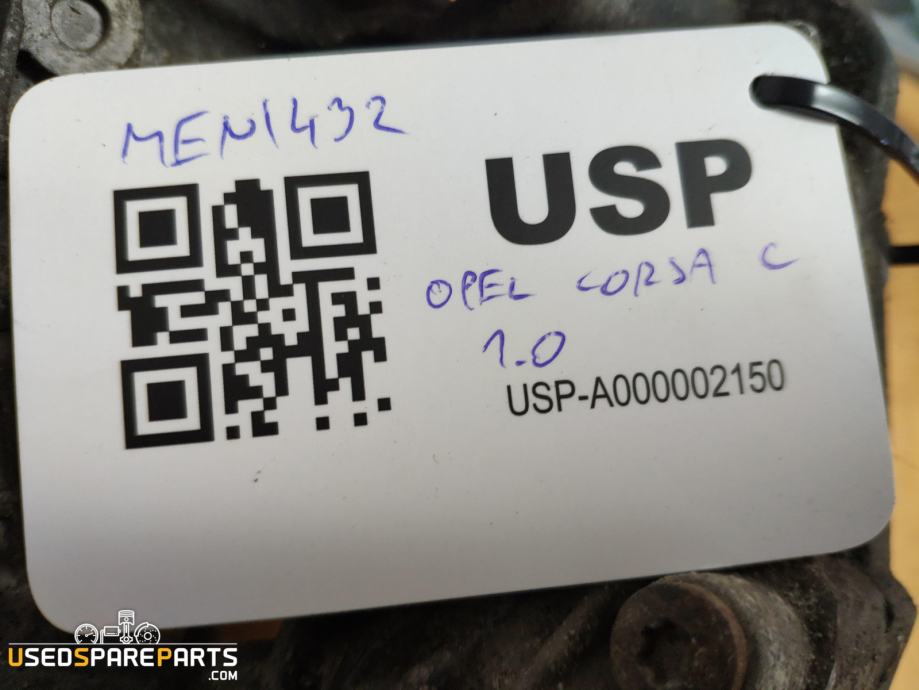 MEN1432
USP
OPEL CORSA C
1.0
USP-A000002150
USEDSPAREPARTS
.COM